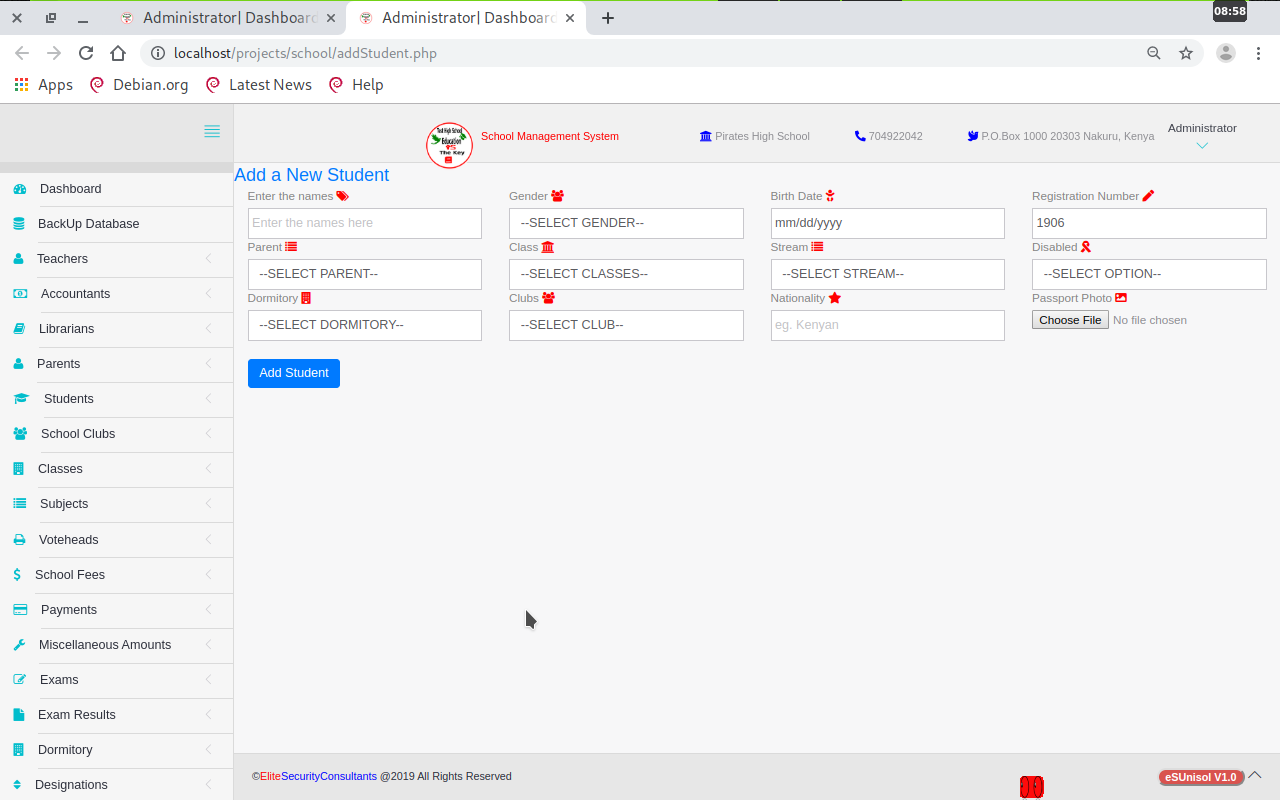 Administrator| Dashboard
Administrator| Dashboard
08:58
localhost/projects/school/addStudent.php
Apps
Debian.org
Latest News
Help
Education
The Key
School Management System
Pirates High School
704922042
P.O.Box 1000 20303 Nakuru, Kenya
Administrator
Dashboard
BackUp Database
Teachers
Accountants
Librarians
Parents
Students
School Clubs
Classes
Subjects
Voteheads
School Fees
Payments
Miscellaneous Amounts
Exams
Exam Results
Dormitory
Designations
Add a New Student
Enter the names
Gender
Birth Date
Registration Number
Enter the names here
--SELECT GENDER--
mm/dd/yyyy
1906
Parent
Class
Stream
Disabled
--SELECT PARENT--
--SELECT CLASSES--
--SELECT STREAM--
--SELECT OPTION--
Dormitory
Clubs
Nationality
Passport Photo
--SELECT DORMITORY--
--SELECT CLUB--
eg. Kenyan
Choose File No file chosen
Add Student
©EliteSecurityConsultants @2019 All Rights Reserved
eSUnisol V1.0